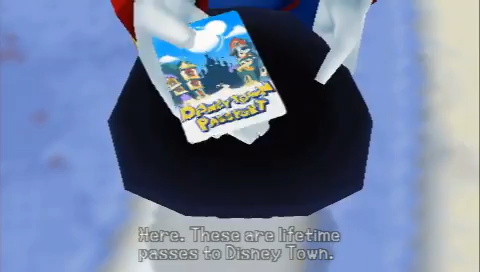 DISNEY TOWN
PASSPORT
Here. These are lifetime
passes to Disney Town.